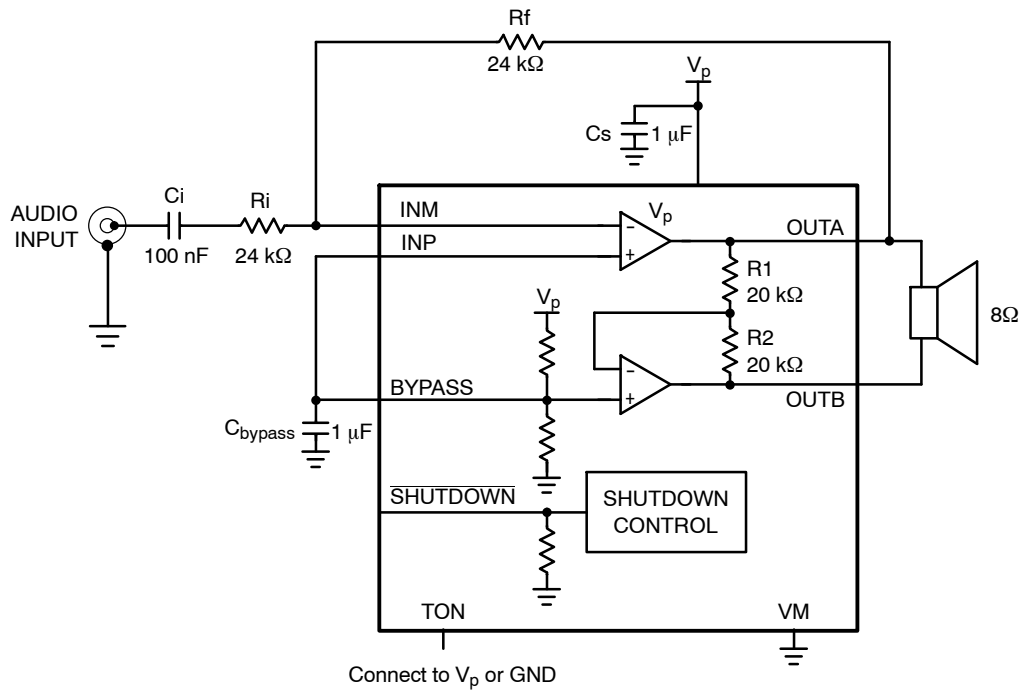 Rf
24 kΩ
Vp
Cs
1 μF
AUDIO
INPUT
Ci
100 nF
Ri
24 kΩ
INM
INP
Vp
-
+
OUTA
R1
20 kΩ
Vp
R2
20 kΩ
8Ω
-
+
BYPASS
OUTB
Cbypass
1 μF
SHUTDOWN
SHUTDOWN
CONTROL
TON
VM
Connect to Vp or GND